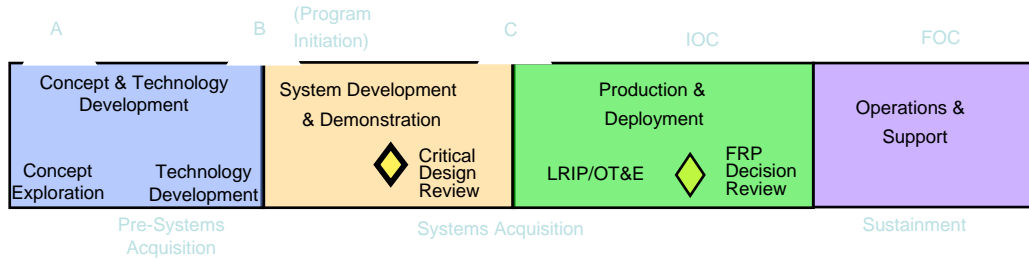 A
B
(Program
Initiation)
C
IOC
FOC
Concept & Technology
Development
Concept
Exploration
Technology
Development
System Development
& Demonstration
Critical
Design
Review
Production &
Deployment
LRIP/OT&E
FRP
Decision
Review
Operations &
Support
Pre-Systems
Acquisition
Systems Acquisition
Sustainment